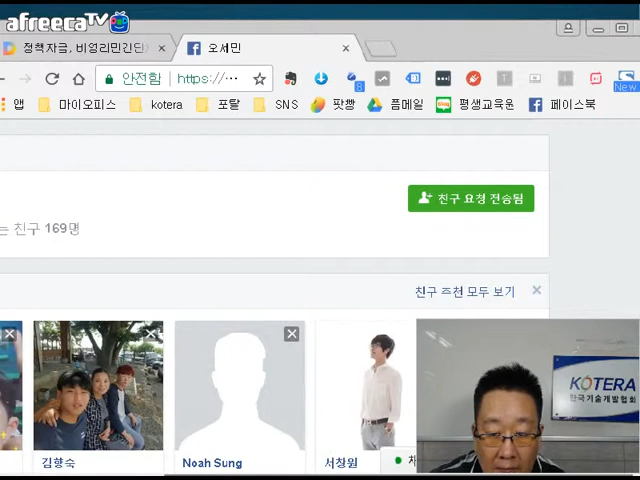 afreecaTV
정책자금, 비영리민간단
오세민
안전함 https://···
8
New
앱 마이오피스 kotera 포탈 SNS 팟빵 플메일 평생교육원 페이스북
친구 요청 전송됨
는 친구 169명
친구 추천 모두 보기
김향숙
Noah Sung
서창원
채
KOTERA
한국기술개발협회